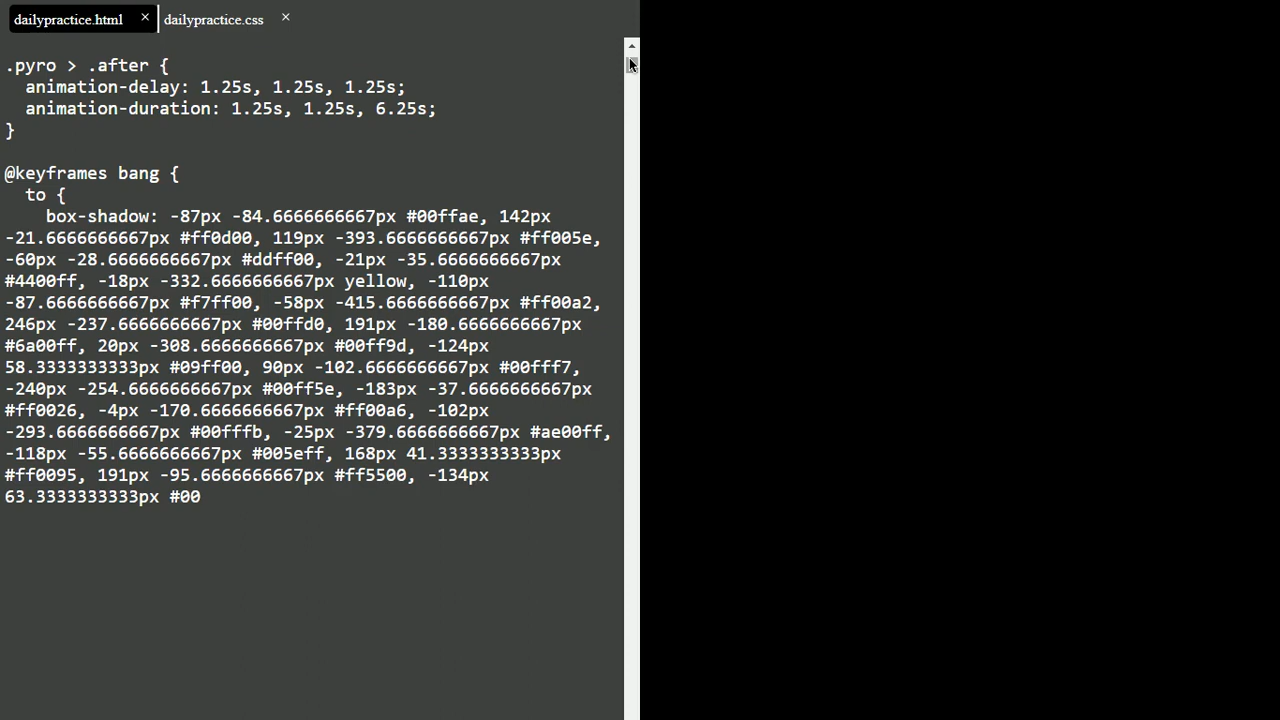 dailypractice.html × dailypractice.css ×
.pyro > .after {
  animation-delay: 1.25s, 1.25s, 1.25s;
  animation-duration: 1.25s, 1.25s, 6.25s;
}

@keyframes bang {
  to {
    box-shadow: -87px -84.6666666667px #00ffae, 142px
-21.6666666667px #ff0d00, 119px -393.6666666667px #ff005e,
-60px -28.6666666667px #ddff00, -21px -35.6666666667px
#4400ff, -18px -332.6666666667px yellow, -110px
-87.6666666667px #f7ff00, -58px -415.6666666667px #ff00a2,
246px -237.6666666667px #00ffd0, 191px -180.6666666667px
#6a00ff, 20px -308.6666666667px #00ff9d, -124px
58.3333333333px #09ff00, 90px -102.6666666667px #00fff7,
-240px -254.6666666667px #00ff5e, -183px -37.6666666667px
#ff0026, -4px -170.6666666667px #ff00a6, -102px
-293.6666666667px #00fffb, -25px -379.6666666667px #ae00ff,
-118px -55.6666666667px #005eff, 168px 41.3333333333px
#ff0095, 191px -95.6666666667px #ff5500, -134px
63.3333333333px #00